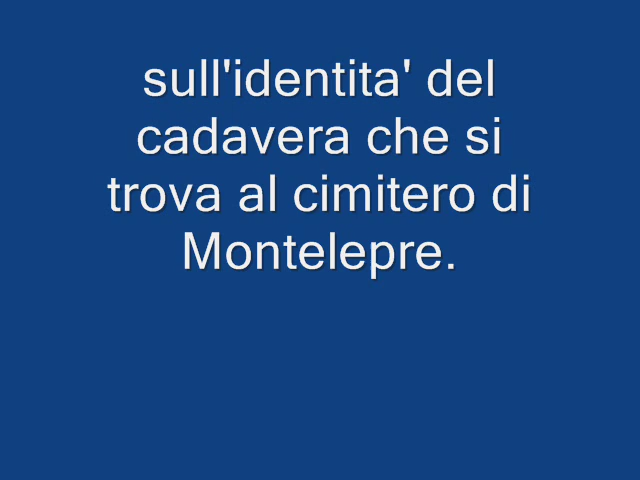 sull'identita' del
cadavera che si
trova al cimitero di
Montelepre.